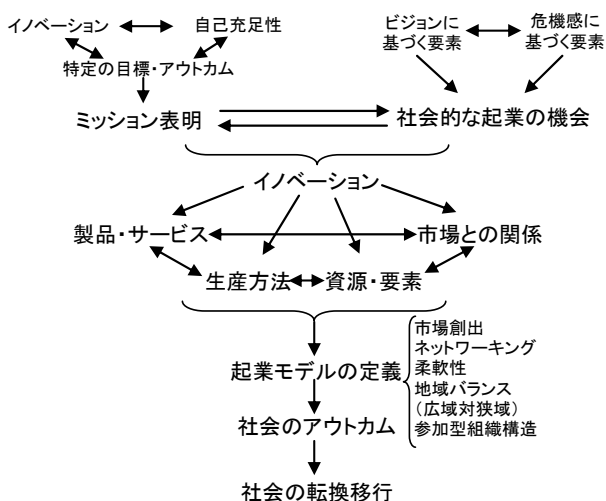 イノベーション 自己充足性
特定の目標・アウトカム
ミッション表明
ビジョンに
基づく要素
危機感に
基づく要素
社会的な起業の機会
イノベーション
製品・サービス 市場との関係
生産方法 資源・要素
起業モデルの定義
市場創出
ネットワーキング
柔軟性
地域バランス
(広域対狭域)
参加型組織構造
社会のアウトカム
社会の転換移行